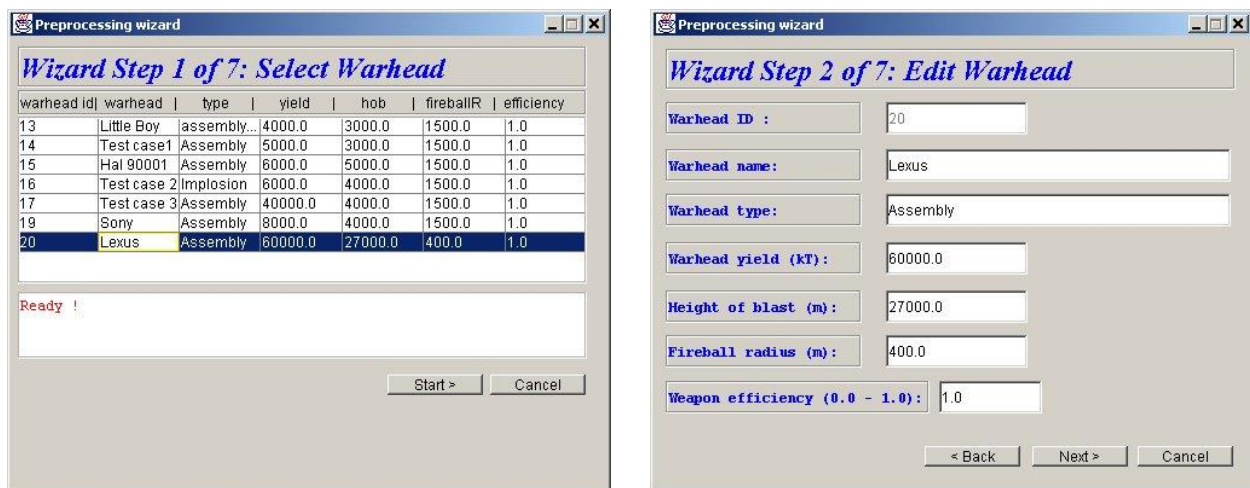 Preprocessing wizard
Wizard Step 1 of 7: Select Warhead
warhead id| warhead | type | yield | hob | fireballR | efficiency
13 Little Boy assembly... 4000.0 3000.0 1500.0 1.0
14 Test case1 Assembly 5000.0 3000.0 1500.0 1.0
15 Hal 90001 Assembly 6000.0 5000.0 1500.0 1.0
16 Test case 2 Implosion 6000.0 4000.0 1500.0 1.0
17 Test case 3 Assembly 40000.0 4000.0 1500.0 1.0
19 Sony Assembly 8000.0 4000.0 1500.0 1.0
20 Lexus Assembly 60000.0 27000.0 400.0 1.0
Ready !
Start > Cancel
Preprocessing wizard
Wizard Step 2 of 7: Edit Warhead
Warhead ID : 20
Warhead name: Lexus
Warhead type: Assembly
Warhead yield (kT): 60000.0
Height of blast (m): 27000.0
Fireball radius (m): 400.0
Weapon efficiency (0.0 - 1.0): 1.0
< Back Next > Cancel